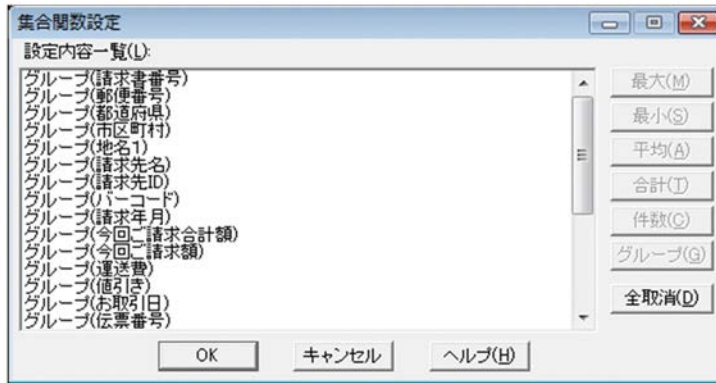 集合関数設定
設定内容一覧(L):
グループ(請求書番号)
グループ(郵便番号)
グループ(都道府県)
グループ(市区町村)
グループ(地名1)
グループ(請求先名)
グループ(請求先ID)
グループ(バーコード)
グループ(請求年月)
グループ(今回ご請求合計額)
グループ(今回ご請求額)
グループ(運送費)
グループ(値引き)
グループ(お取引日)
グループ(伝票番号)
最大(M)
最小(S)
平均(A)
合計(T)
件数(C)
グループ(G)
全取消(D)
OK キャンセル ヘルプ(H)